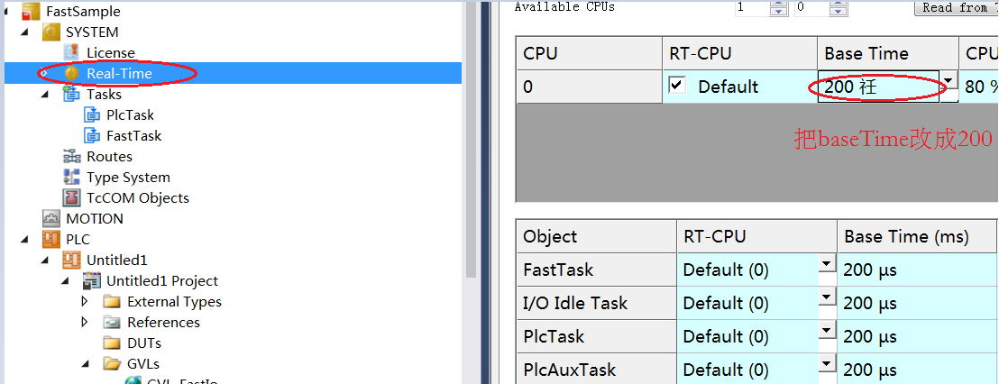 FastSample
SYSTEM
License
Real-Time
Tasks
PlcTask
FastTask
Routes
Type System
TcCOM Objects
MOTION
PLC
Untitled1
Untitled1 Project
External Types
References
DUTs
GVLs
Available CPUs 1 0 Read from
CPU RT-CPU Base Time CPU
0 Default 200 祍 80 %
把baseTime改成200
Object RT-CPU Base Time (ms)
FastTask Default (0) 200 µs
I/O Idle Task Default (0) 200 µs
PlcTask Default (0) 200 µs
PlcAuxTask Default (0) 200 µs